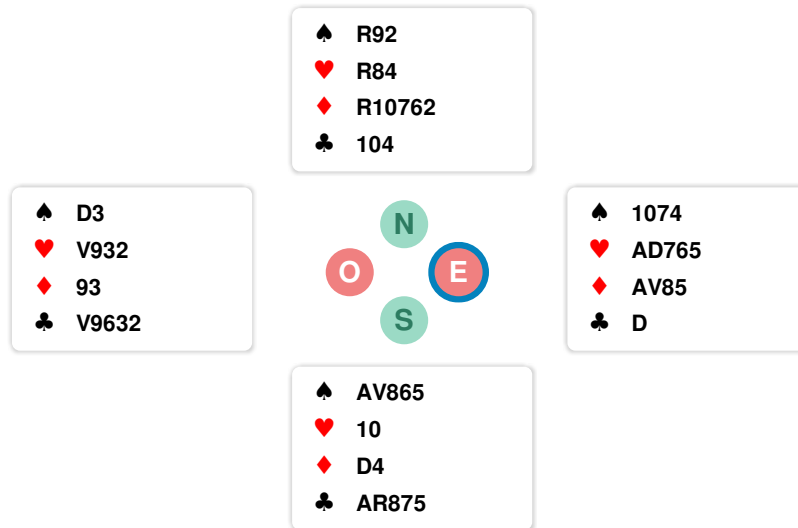 ♠ R92
♥ R84
♦ R10762
♣ 104
♠ D3
♥ V932
♦ 93
♣ V9632
N
O E
S
♠ 1074
♥ AD765
♦ AV85
♣ D
♠ AV865
♥ 10
♦ D4
♣ AR875